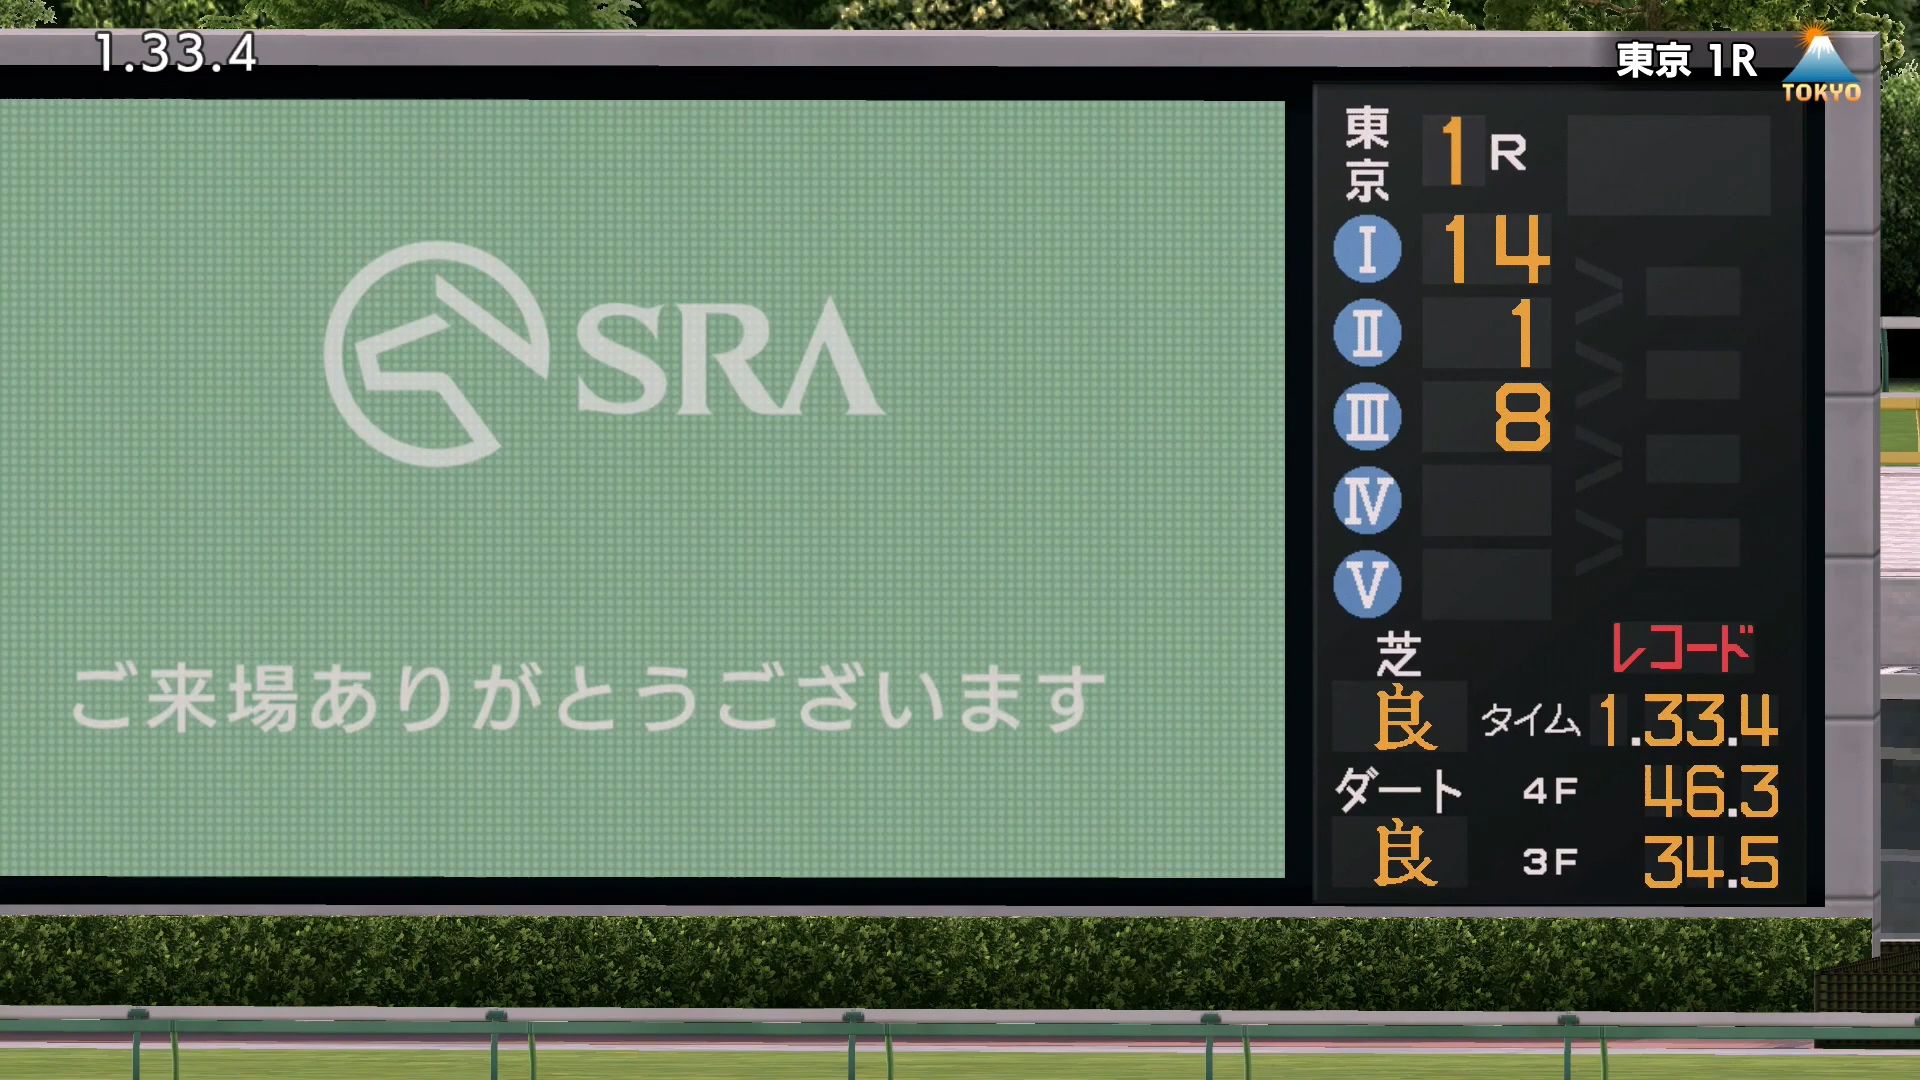 1.33.4
東京 1R
TOKYO
東京 1 R
Ⅰ 14
Ⅱ 1
Ⅲ 8
Ⅳ
Ⅴ
SRA
ご来場ありがとうございます
芝 レコード
良 タイム 1.33.4
ダート 4F 46.3
良 3F 34.5